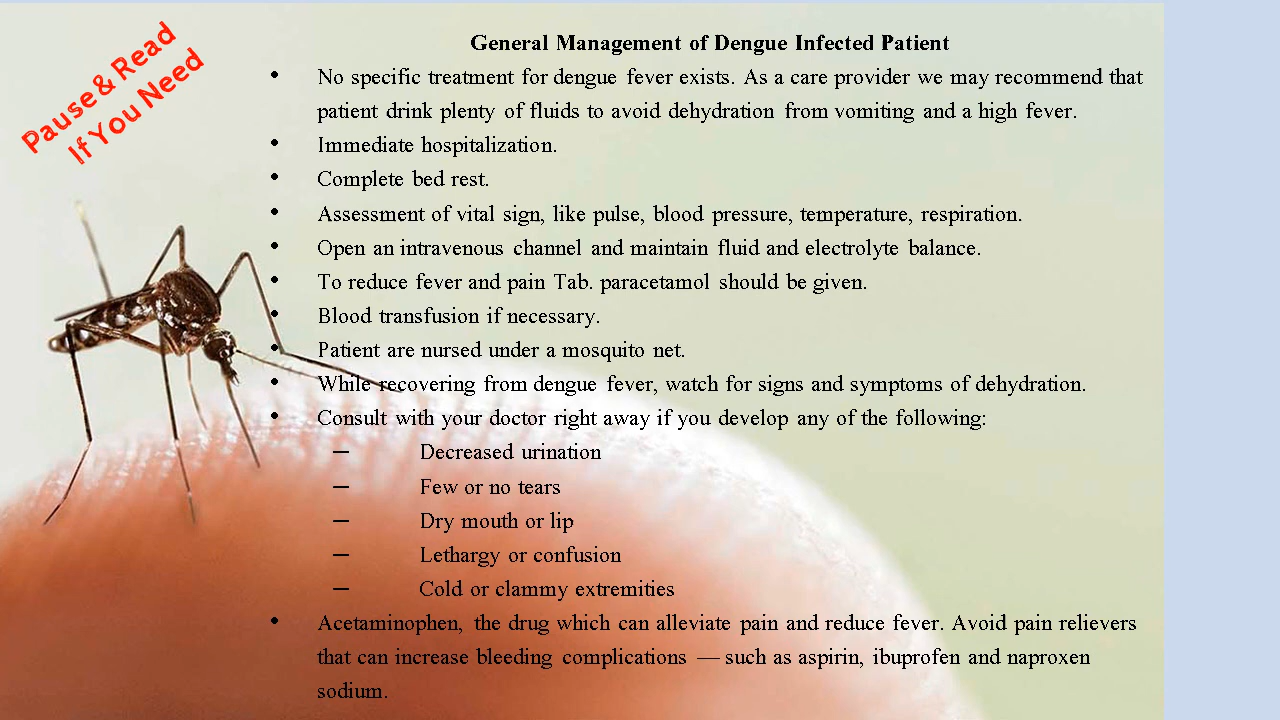 Pause & Read
If You Need
General Management of Dengue Infected Patient
• No specific treatment for dengue fever exists. As a care provider we may recommend that
patient drink plenty of fluids to avoid dehydration from vomiting and a high fever.
• Immediate hospitalization.
• Complete bed rest.
• Assessment of vital sign, like pulse, blood pressure, temperature, respiration.
• Open an intravenous channel and maintain fluid and electrolyte balance.
• To reduce fever and pain Tab. paracetamol should be given.
• Blood transfusion if necessary.
• Patient are nursed under a mosquito net.
• While recovering from dengue fever, watch for signs and symptoms of dehydration.
• Consult with your doctor right away if you develop any of the following:
– Decreased urination
– Few or no tears
– Dry mouth or lip
– Lethargy or confusion
– Cold or clammy extremities
• Acetaminophen, the drug which can alleviate pain and reduce fever. Avoid pain relievers
that can increase bleeding complications — such as aspirin, ibuprofen and naproxen
sodium.